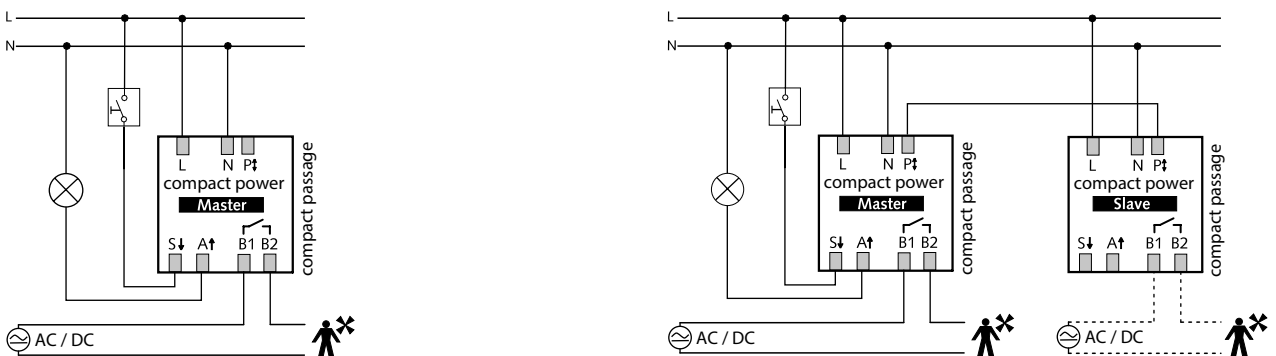 L
N
L N P↕
compact power
Master
S↓ A↑ B1 B2
compact passage
AC / DC
L
N
L N P↕
compact power
Master
S↓ A↑ B1 B2
compact passage
AC / DC
L N P↕
compact power
Slave
S↓ A↑ B1 B2
compact passage
AC / DC